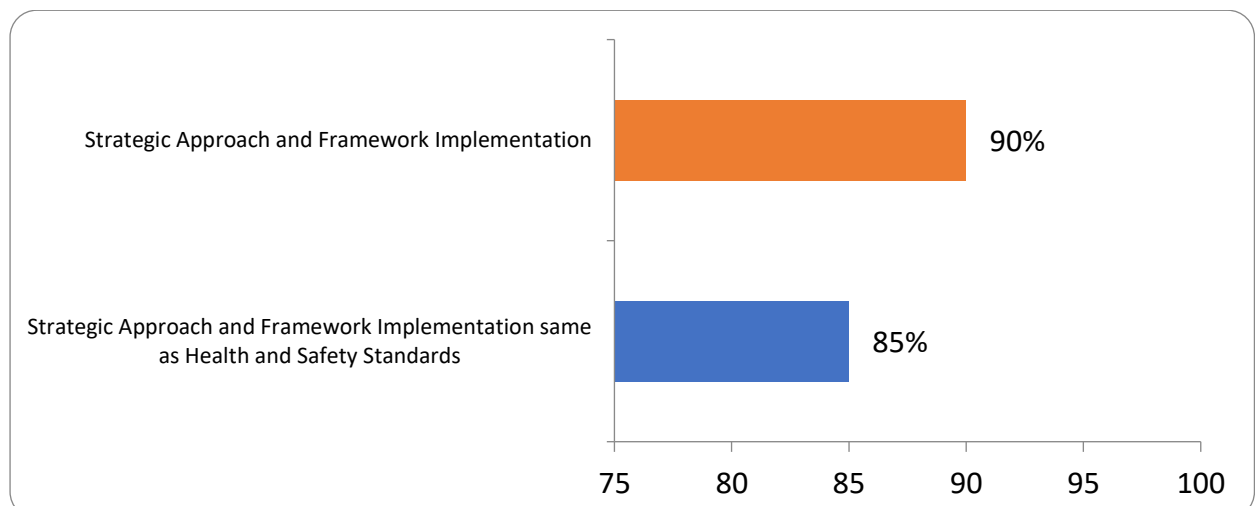 Strategic Approach and Framework Implementation
90%
Strategic Approach and Framework Implementation same
as Health and Safety Standards
85%
75 80 85 90 95 100